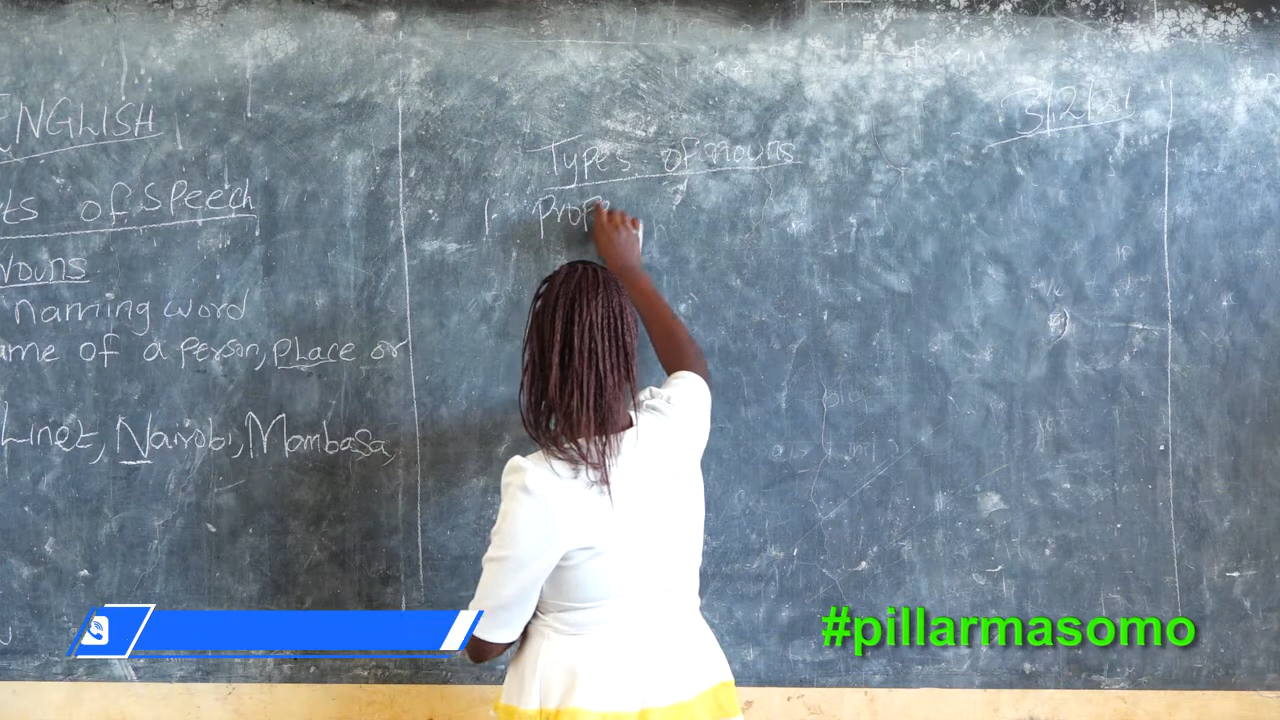 ENGLISH
ts of Speech
Nouns
naming word
ame of a person, place or
Linet, Nairobi, Mombasa,
Types of nouns
1. Prop
3/2/21
#pillarmasomo